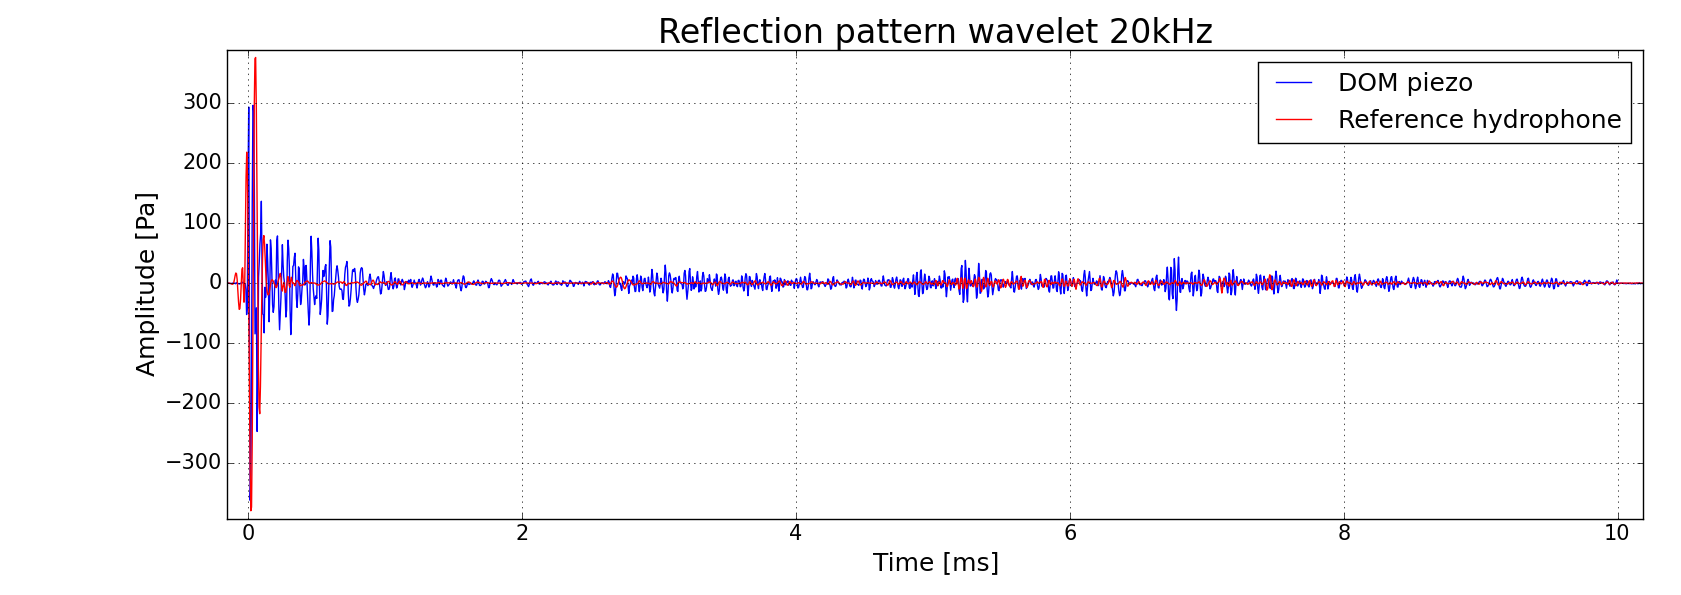 Reflection pattern wavelet 20kHz
DOM piezo
Reference hydrophone
Amplitude [Pa]
300
200
100
0
−100
−200
−300
0 2 4 6 8 10
Time [ms]